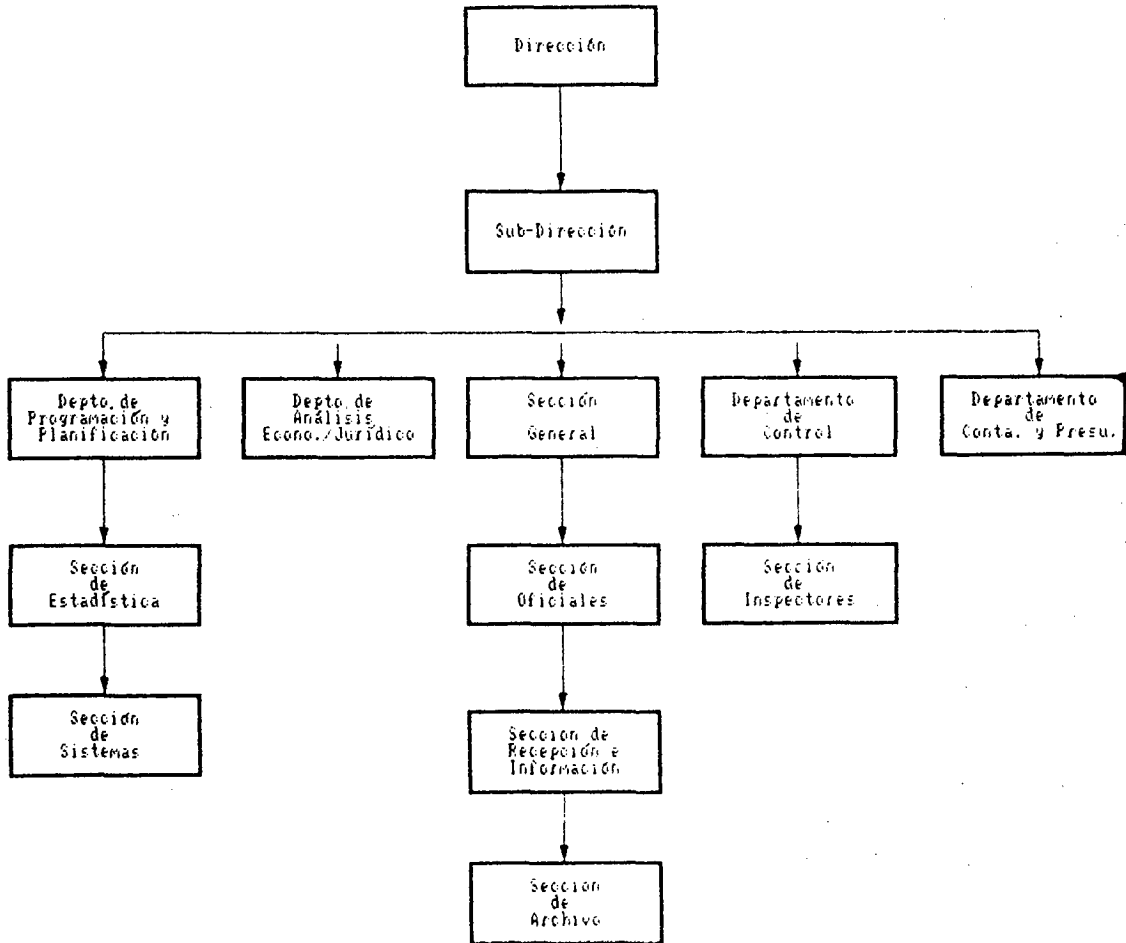 Dirección
Sub-Dirección
Depto. de
Programación y
Planificación
Depto. de
Análisis
Econo./Jurídico
Sección
General
Departamento
de
Control
Departamento
de
Conta. y Presu.
Sección
de
Estadística
Sección
de
Oficiales
Sección
de
Inspectores
Sección
de
Sistemas
Sección de
Recepción e
Información
Sección
de
Archivo